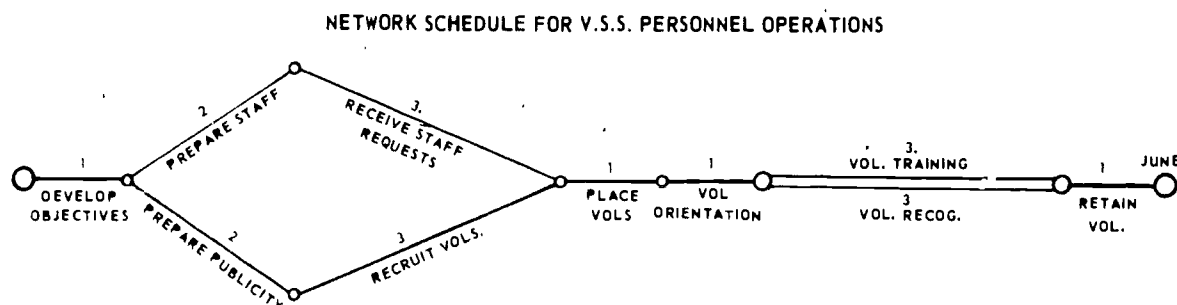 NETWORK SCHEDULE FOR V.S.S. PERSONNEL OPERATIONS
1
DEVELOP
OBJECTIVES
2
PREPARE STAFF
3.
RECEIVE STAFF
REQUESTS
2
PREPARE PUBLICITY
3
RECRUIT VOLS.
1
PLACE
VOLS
1
VOL
ORIENTATION
3.
VOL. TRAINING
3
VOL. RECOG.
1
RETAIN
VOL.
JUNE